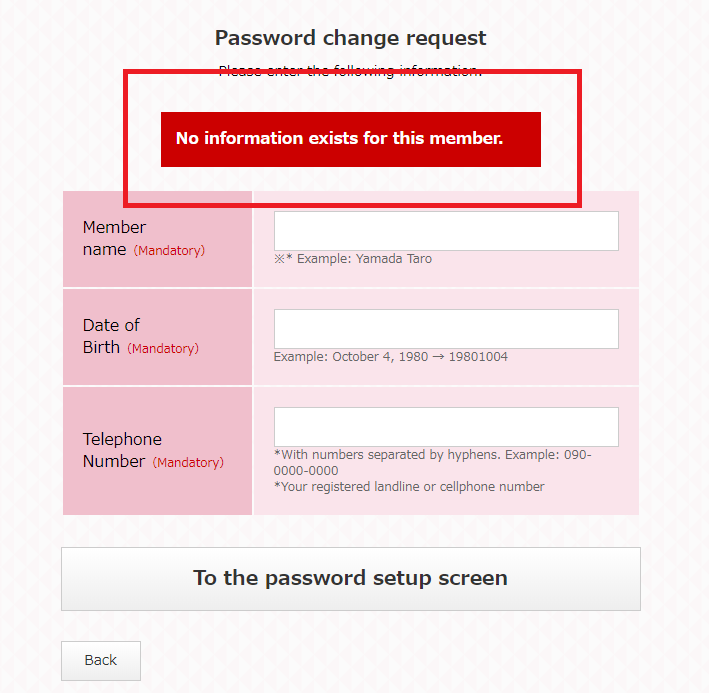 Password change request
Please enter the following information.
No information exists for this member.
Member
name (Mandatory)
※* Example: Yamada Taro
Date of
Birth (Mandatory)
Example: October 4, 1980 → 19801004
Telephone
Number (Mandatory)
*With numbers separated by hyphens. Example: 090-
0000-0000
*Your registered landline or cellphone number
To the password setup screen
Back